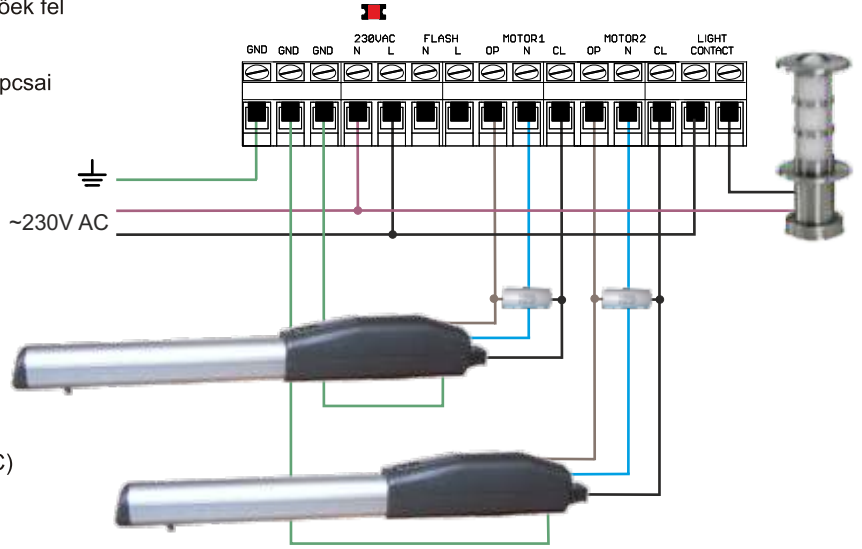 őek fel
pcsai
230VAC FLASH MOTOR1 MOTOR2 LIGHT
GND GND GND N L N L OP N CL OP N CL CONTACT
~230V AC
C)